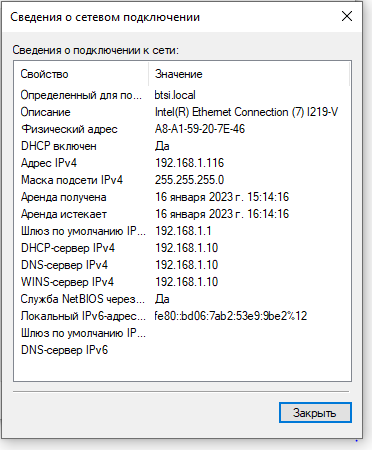 Сведения о сетевом подключении
Сведения о подключении к сети:
Свойство Значение
Определенный для по... btsi.local
Описание Intel(R) Ethernet Connection (7) I219-V
Физический адрес A8-A1-59-20-7E-46
DHCP включен Да
Адрес IPv4 192.168.1.116
Маска подсети IPv4 255.255.255.0
Аренда получена 16 января 2023 г. 15:14:16
Аренда истекает 16 января 2023 г. 16:14:16
Шлюз по умолчанию IP... 192.168.1.1
DHCP-сервер IPv4 192.168.1.10
DNS-сервер IPv4 192.168.1.10
WINS-сервер IPv4 192.168.1.10
Служба NetBIOS через... Да
Локальный IPv6-адрес... fe80::bd06:7ab2:53e9:9be2%12
Шлюз по умолчанию IP...
DNS-сервер IPv6
Закрыть